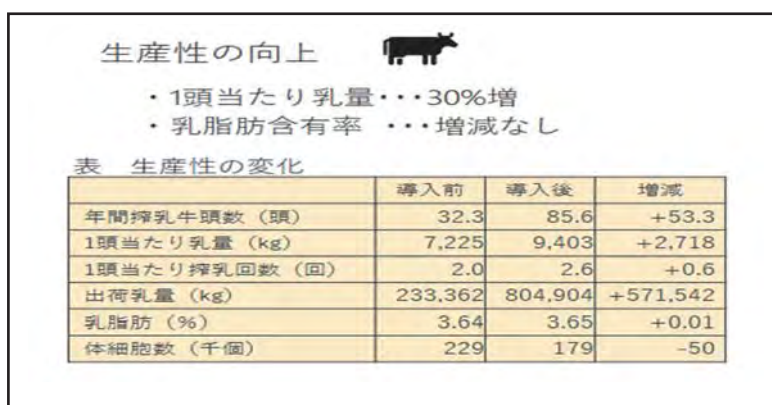 生産性の向上
・1頭当たり乳量・・・30%増
・乳脂肪含有率 ・・・増減なし
表 生産性の変化
導入前 導入後 増減
年間搾乳牛頭数（頭） 32.3 85.6 +53.3
1頭当たり乳量（kg） 7,225 9,403 +2,718
1頭当たり搾乳回数（回） 2.0 2.6 +0.6
出荷乳量（kg） 233,362 804,904 +571,542
乳脂肪（%） 3.64 3.65 +0.01
体細胞数（千個） 229 179 -50